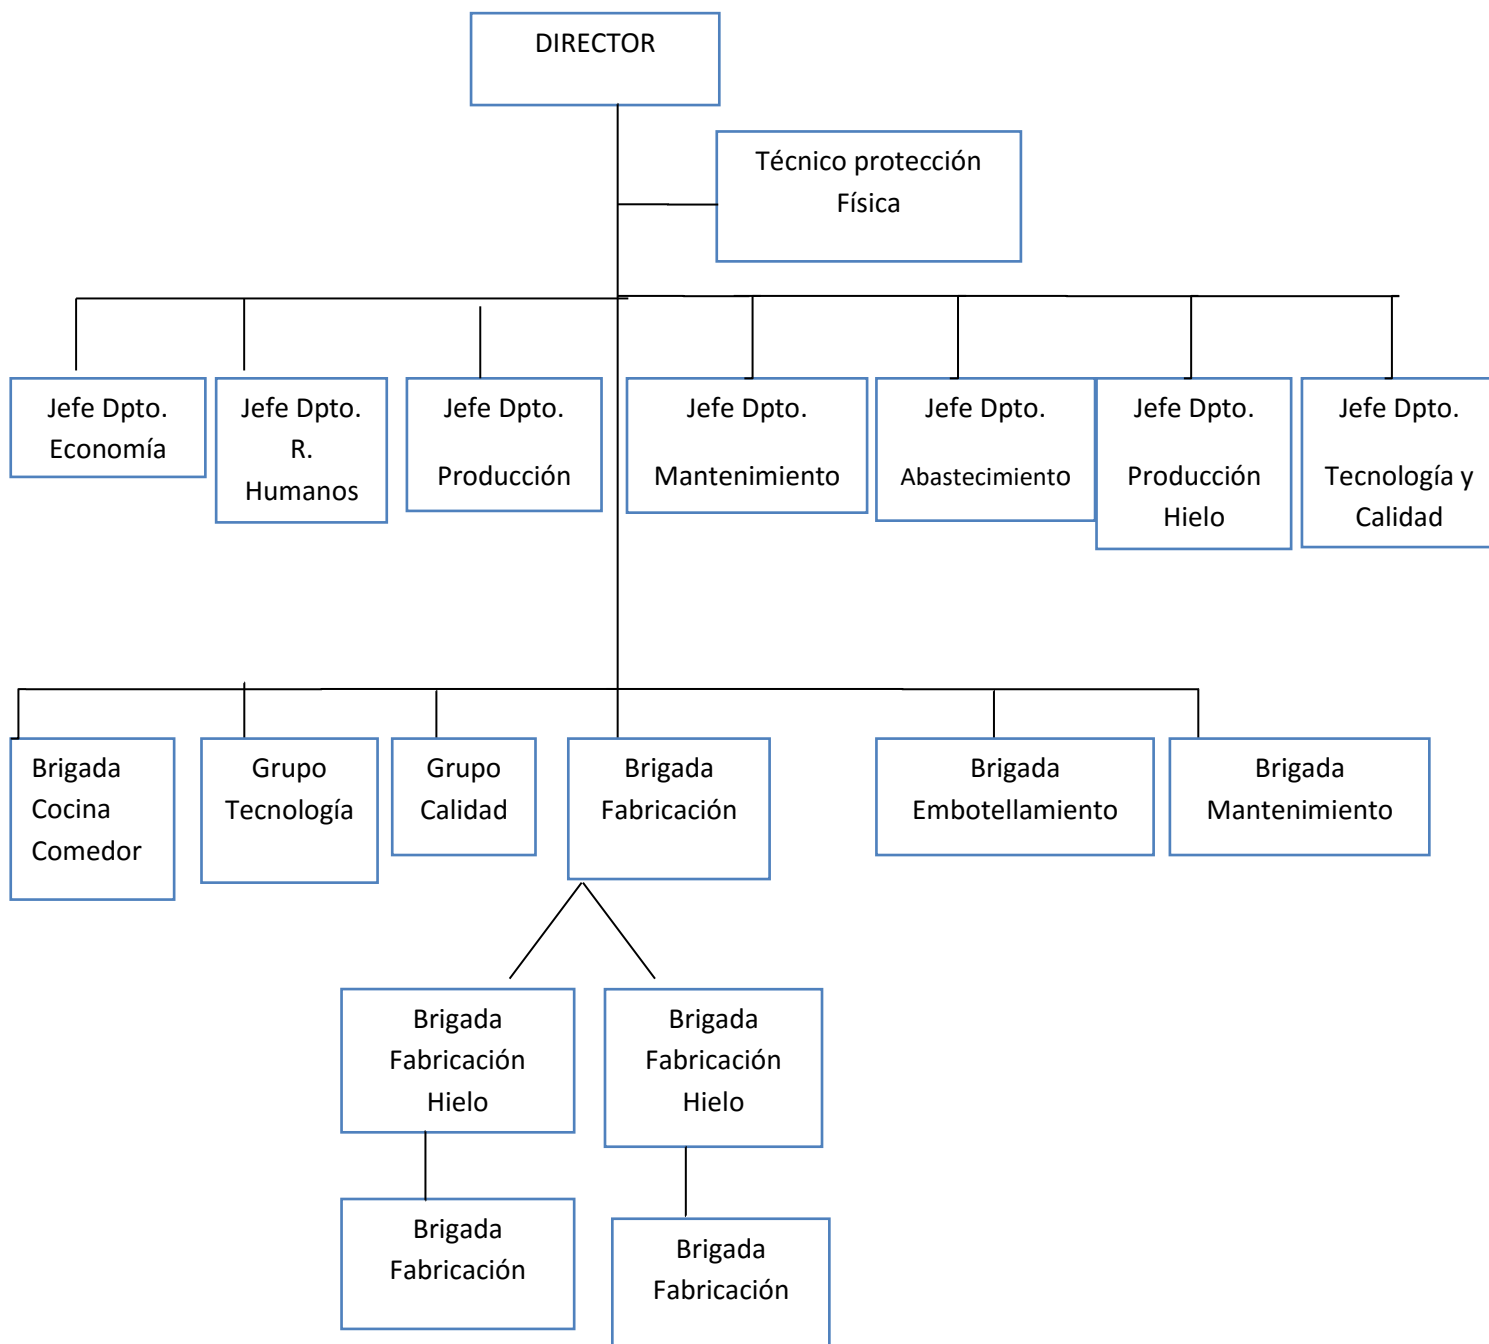 DIRECTOR
Técnico protección
Física
Jefe Dpto.
Economía
Jefe Dpto.
R.
Humanos
Jefe Dpto.
Producción
Jefe Dpto.
Mantenimiento
Jefe Dpto.
Abastecimiento
Jefe Dpto.
Producción
Hielo
Jefe Dpto.
Tecnología y
Calidad
Brigada
Cocina
Comedor
Grupo
Tecnología
Grupo
Calidad
Brigada
Fabricación
Brigada
Embotellamiento
Brigada
Mantenimiento
Brigada
Fabricación
Hielo
Brigada
Fabricación
Hielo
Brigada
Fabricación
Brigada
Fabricación